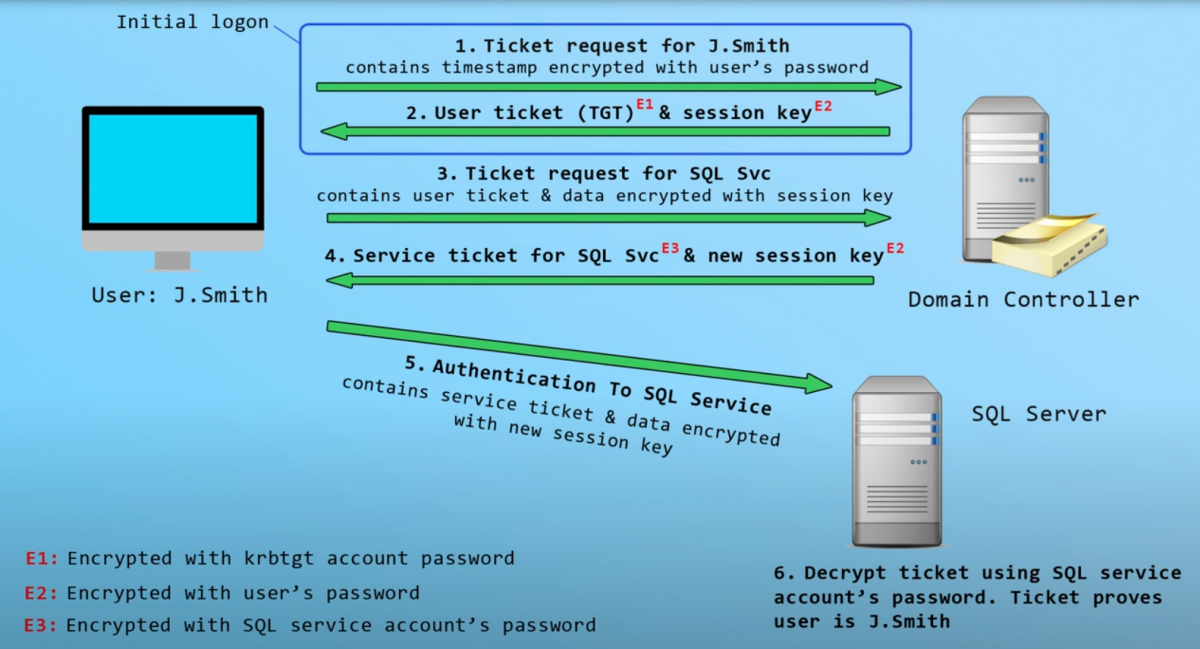 Initial logon
1. Ticket request for J.Smith
contains timestamp encrypted with user’s password
2. User ticket (TGT)E1 & session keyE2
3. Ticket request for SQL Svc
contains user ticket & data encrypted with session key
4. Service ticket for SQL SvcE3 & new session keyE2
User: J.Smith
Domain Controller
5. Authentication To SQL Service
contains service ticket & data encrypted
with new session key
SQL Server
E1: Encrypted with krbtgt account password
E2: Encrypted with user’s password
E3: Encrypted with SQL service account’s password
6. Decrypt ticket using SQL service
account’s password. Ticket proves
user is J.Smith